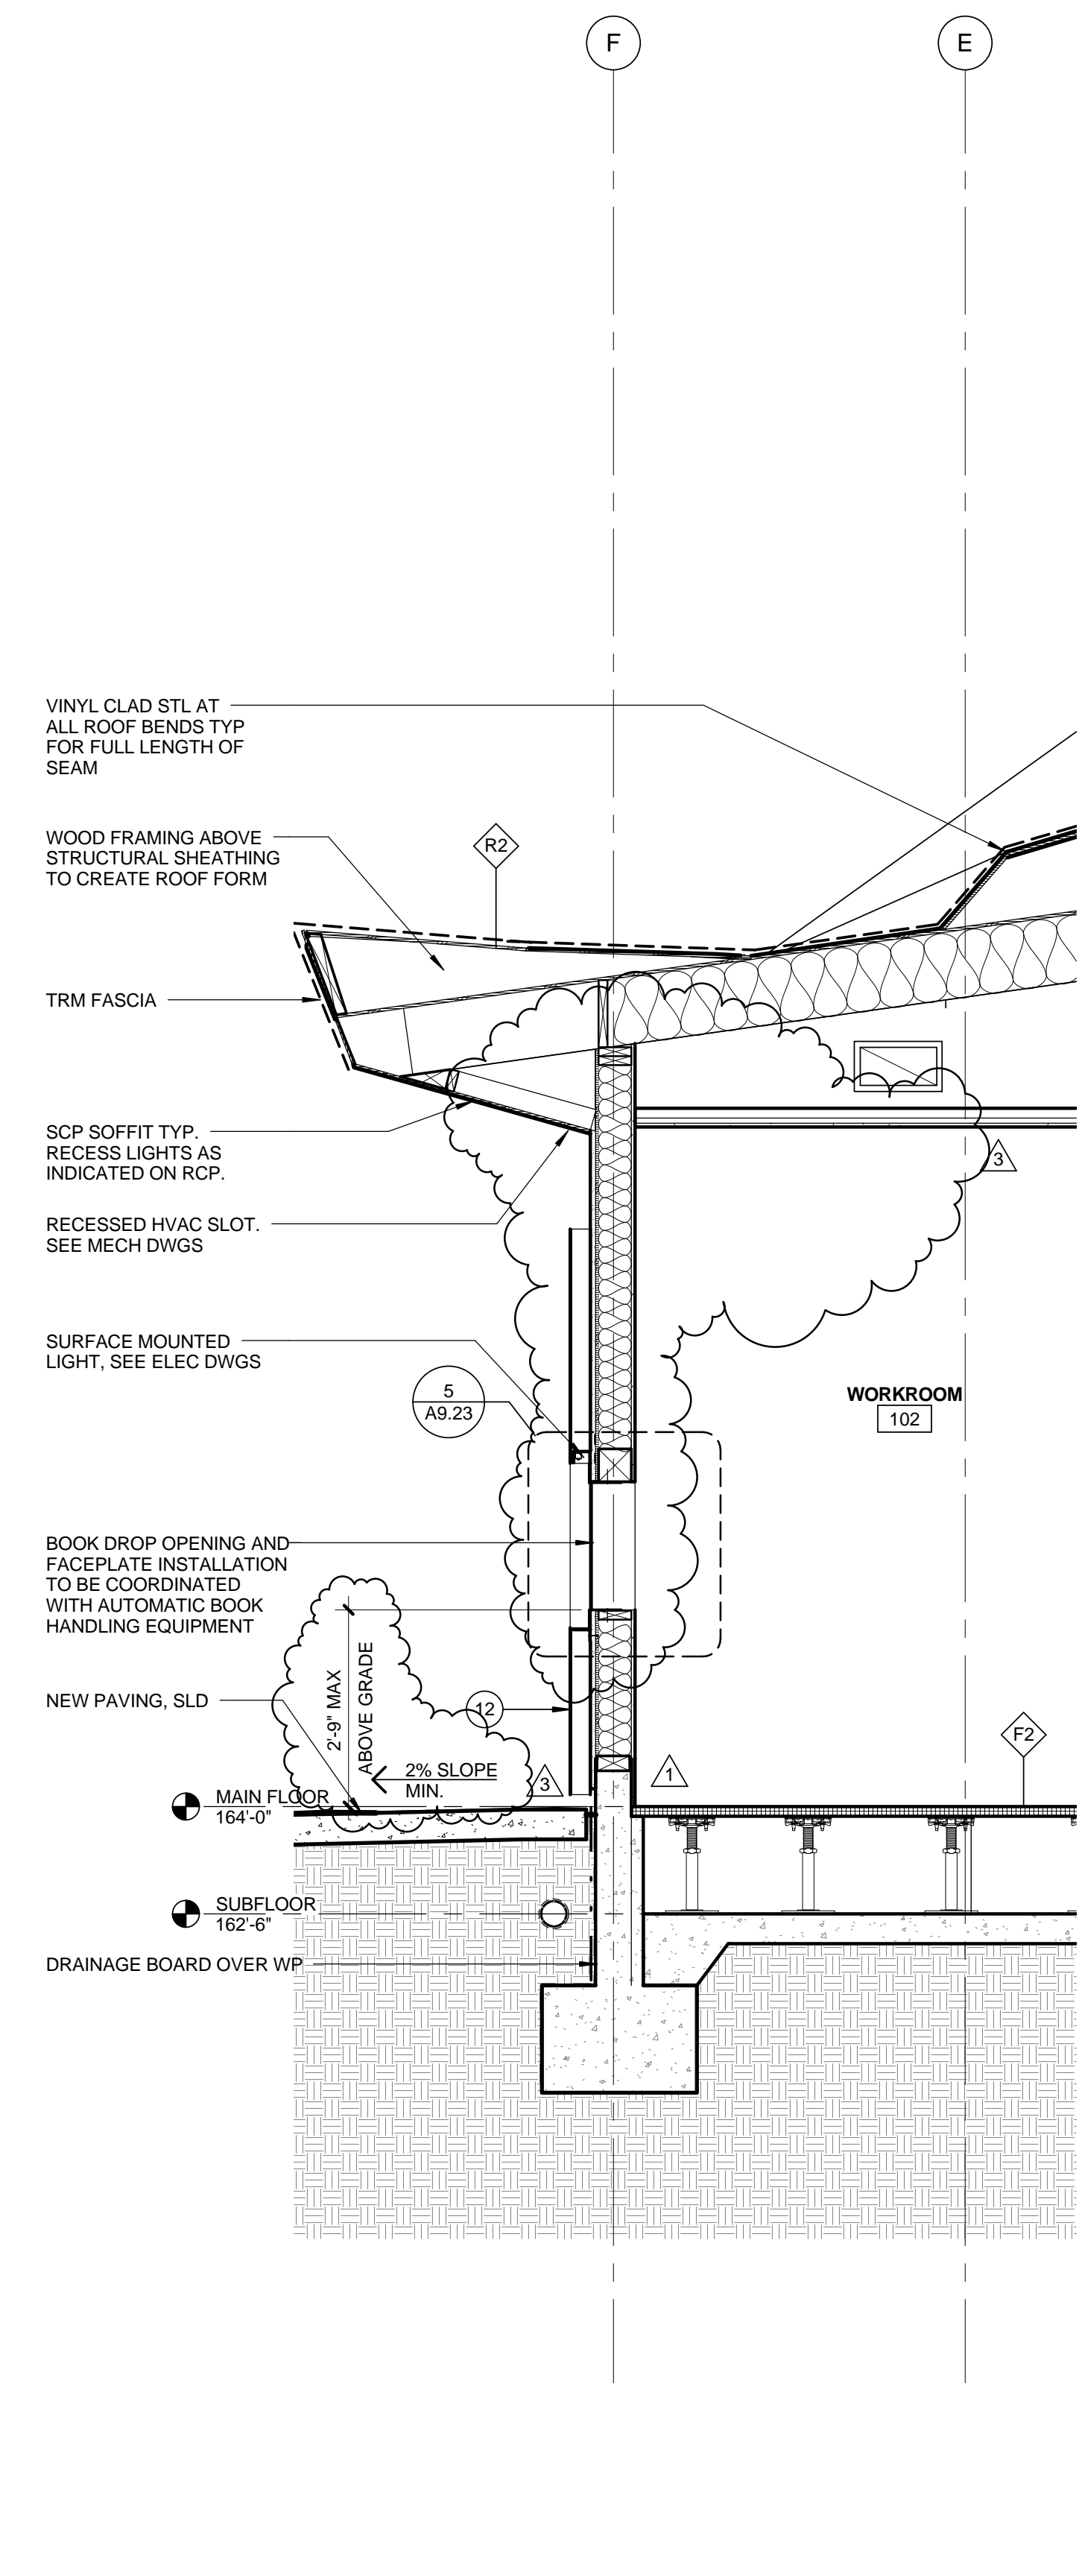 F
E
VINYL CLAD STL AT
ALL ROOF BENDS TYP
FOR FULL LENGTH OF
SEAM
WOOD FRAMING ABOVE
STRUCTURAL SHEATHING
TO CREATE ROOF FORM
R2
TRM FASCIA
SCP SOFFIT TYP.
RECESS LIGHTS AS
INDICATED ON RCP.
3
RECESSED HVAC SLOT.
SEE MECH DWGS
SURFACE MOUNTED
LIGHT, SEE ELEC DWGS
5
A9.23
WORKROOM
102
BOOK DROP OPENING AND
FACEPLATE INSTALLATION
TO BE COORDINATED
WITH AUTOMATIC BOOK
HANDLING EQUIPMENT
2'-9" MAX
ABOVE GRADE
NEW PAVING, SLD
12
F2
2% SLOPE
MIN.
3
1
MAIN FLOOR
164'-0"
SUBFLOOR
162'-6"
DRAINAGE BOARD OVER WP